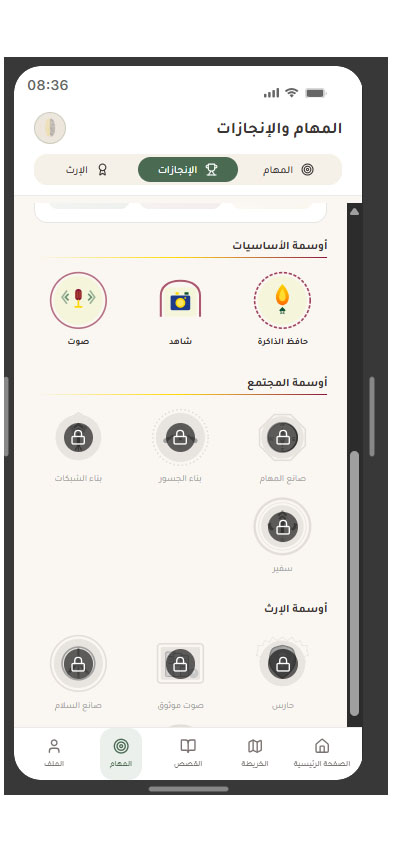 08:36
المهام والإنجازات
المهام
الإنجازات
الإرث
أوسمة الأساسيات
حافظ الذاكرة
شاهد
صوت
أوسمة المجتمع
صانع المهام
بناء الجسور
بناء الشبكات
سفير
أوسمة الإرث
حارس
صوت موثوق
صانع السلام
الصفحة الرئيسية
الخريطة
القصص
المهام
الملف